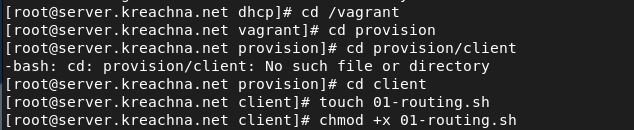 [root@server.kreachna.net dhcp]# cd /vagrant
[root@server.kreachna.net vagrant]# cd provision
[root@server.kreachna.net provision]# cd provision/client
-bash: cd: provision/client: No such file or directory
[root@server.kreachna.net provision]# cd client
[root@server.kreachna.net client]# touch 01-routing.sh
[root@server.kreachna.net client]# chmod +x 01-routing.sh